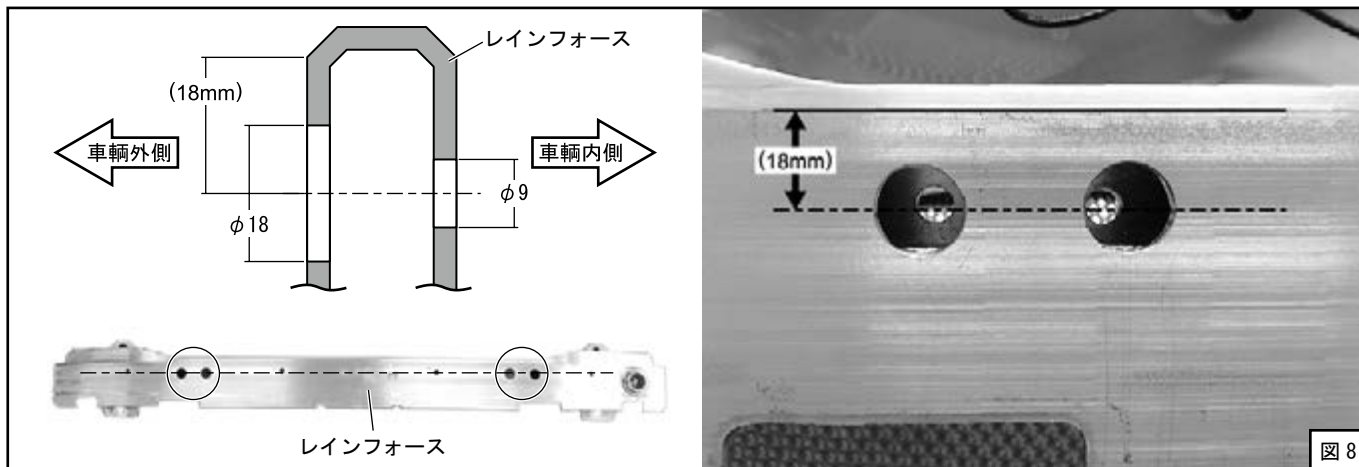 レインフォース
(18mm)
車輌外側
車輌内側
φ9
φ18
レインフォース
(18mm)
図 8